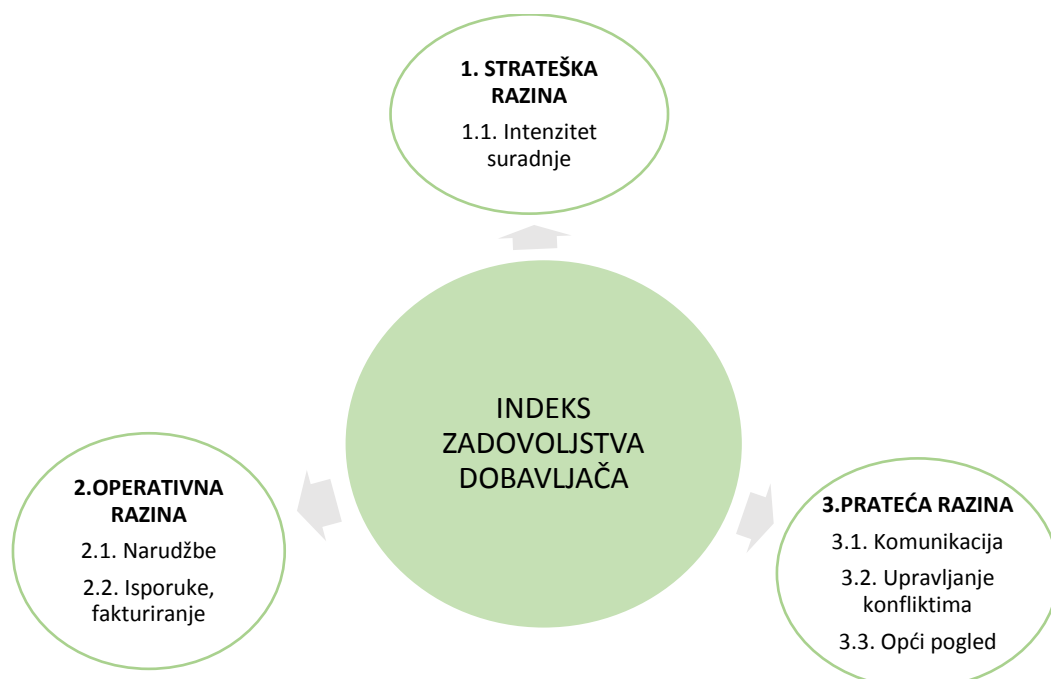 1. STRATEŠKA
RAZINA
1.1. Intenzitet
suradnje
INDEKS
ZADOVOLJSTVA
DOBAVLJAČA
2.OPERATIVNA
RAZINA
2.1. Narudžbe
2.2. Isporuke,
fakturiranje
3.PRATEĆA RAZINA
3.1. Komunikacija
3.2. Upravljanje
konfliktima
3.3. Opći pogled